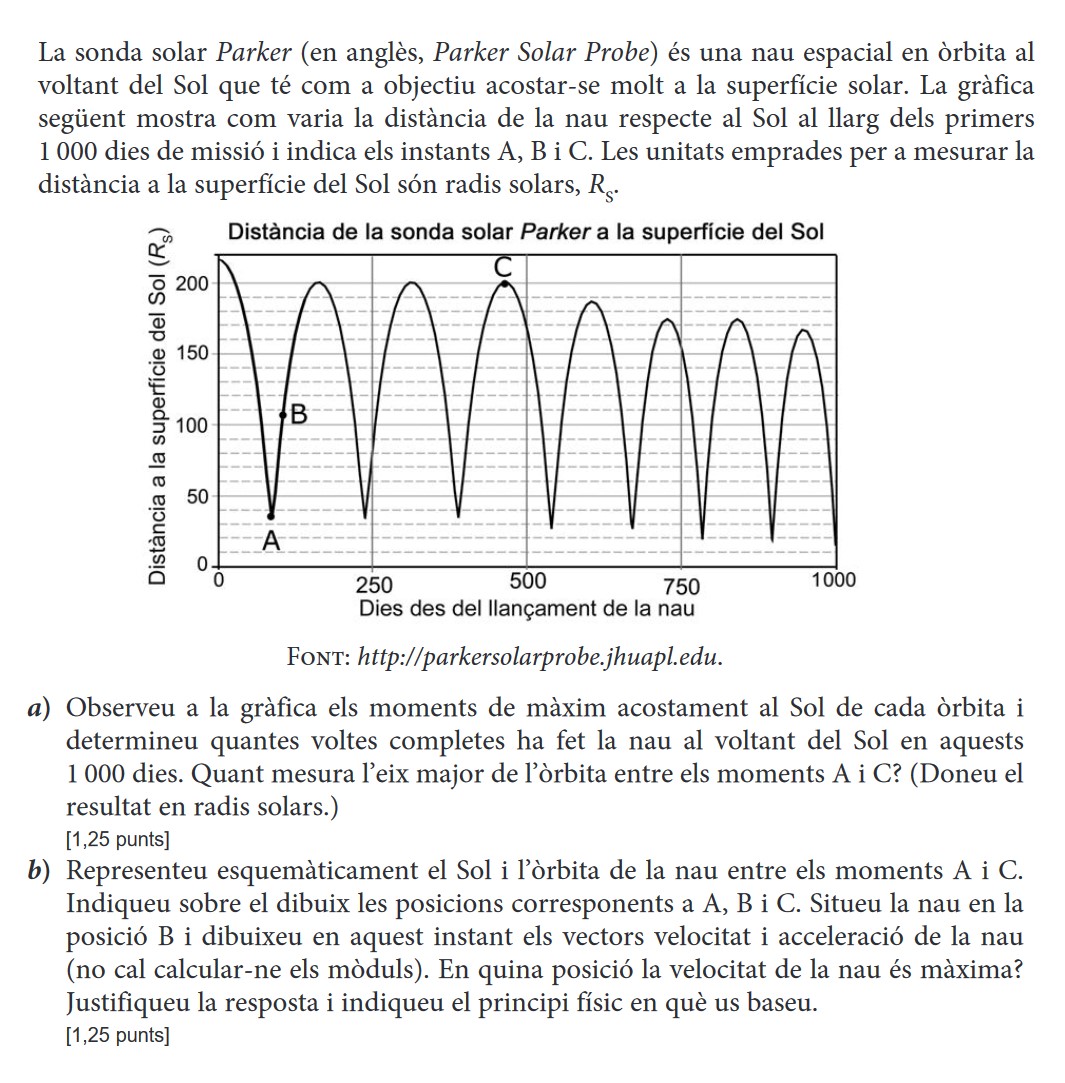 La sonda solar Parker (en anglès, Parker Solar Probe) és una nau espacial en òrbita al
voltant del Sol que té com a objectiu acostar-se molt a la superfície solar. La gràfica
següent mostra com varia la distància de la nau respecte al Sol al llarg dels primers
1 000 dies de missió i indica els instants A, B i C. Les unitats emprades per a mesurar la
distància a la superfície del Sol són radis solars, Rs.
Distància de la sonda solar Parker a la superfície del Sol
Distància a la superfície del Sol (Rs)
C
200
150
B
100
50
A
0
0
250
500
750
1000
Dies des del llançament de la nau
FONT: http://parkersolarprobe.jhuapl.edu.
a) Observeu a la gràfica els moments de màxim acostament al Sol de cada òrbita i
determineu quantes voltes completes ha fet la nau al voltant del Sol en aquests
1 000 dies. Quant mesura l’eix major de l’òrbita entre els moments A i C? (Doneu el
resultat en radis solars.)
[1,25 punts]
b) Representeu esquemàticament el Sol i l’òrbita de la nau entre els moments A i C.
Indiqueu sobre el dibuix les posicions corresponents a A, B i C. Situeu la nau en la
posició B i dibuixeu en aquest instant els vectors velocitat i acceleració de la nau
(no cal calcular-ne els mòduls). En quina posició la velocitat de la nau és màxima?
Justifiqueu la resposta i indiqueu el principi físic en què us baseu.
[1,25 punts]